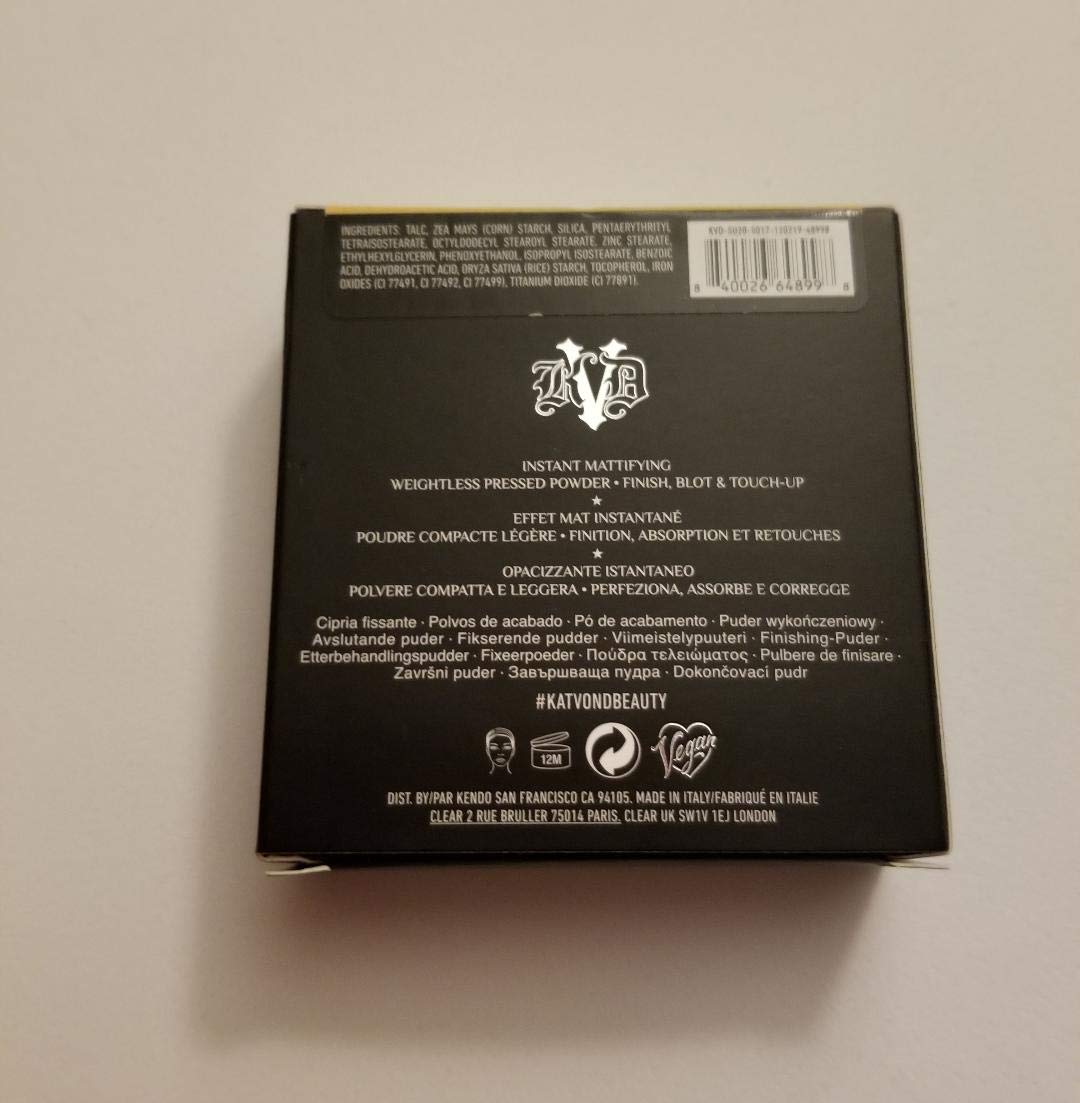 INGREDIENTS: TALC, ZEA MAYS (CORN) STARCH, SILICA, PENTAERYTHRITYL
TETRAISOSTEARATE, OCTYLDODECYL STEAROYL STEARATE, ZINC STEARATE,
ETHYLHEXYLGLYCERIN, PHENOXYETHANOL, ISOPROPYL ISOSTEARATE, BENZOIC
ACID, DEHYDROACETIC ACID, ORYZA SATIVA (RICE) STARCH, TOCOPHEROL, IRON
OXIDES (CI 77491, CI 77492, CI 77499), TITANIUM DIOXIDE (CI 77891).
8 40026 64899 8
KVD
INSTANT MATTIFYING
WEIGHTLESS PRESSED POWDER • FINISH, BLOT & TOUCH-UP
EFFET MAT INSTANTANÉ
POUDRE COMPACTE LÉGÈRE • FINITION, ABSORPTION ET RETOUCHES
OPACIZZANTE ISTANTANEO
POLVERE COMPATTA E LEGGERA • PERFEZIONA, ASSORBE E CORREGGE
Cipria fissante · Polvos de acabado · Pó de acabamento · Puder wykończeniowy ·
Avslutande puder · Fikserende pudder · Viimeistelypuuteri · Finishing-Puder ·
Etterbehandlingspudder · Fixeerpoeder · Πούδρα τελειώματος · Pulbere de finisare ·
Završni puder · Завършваща пудра · Dokončovací pudr
#KATVONDBEAUTY
12M
Vegan
DIST. BY/PAR KENDO SAN FRANCISCO CA 94105. MADE IN ITALY/FABRIQUÉ EN ITALIE
CLEAR 2 RUE BRULLER 75014 PARIS. CLEAR UK SW1V 1EJ LONDON